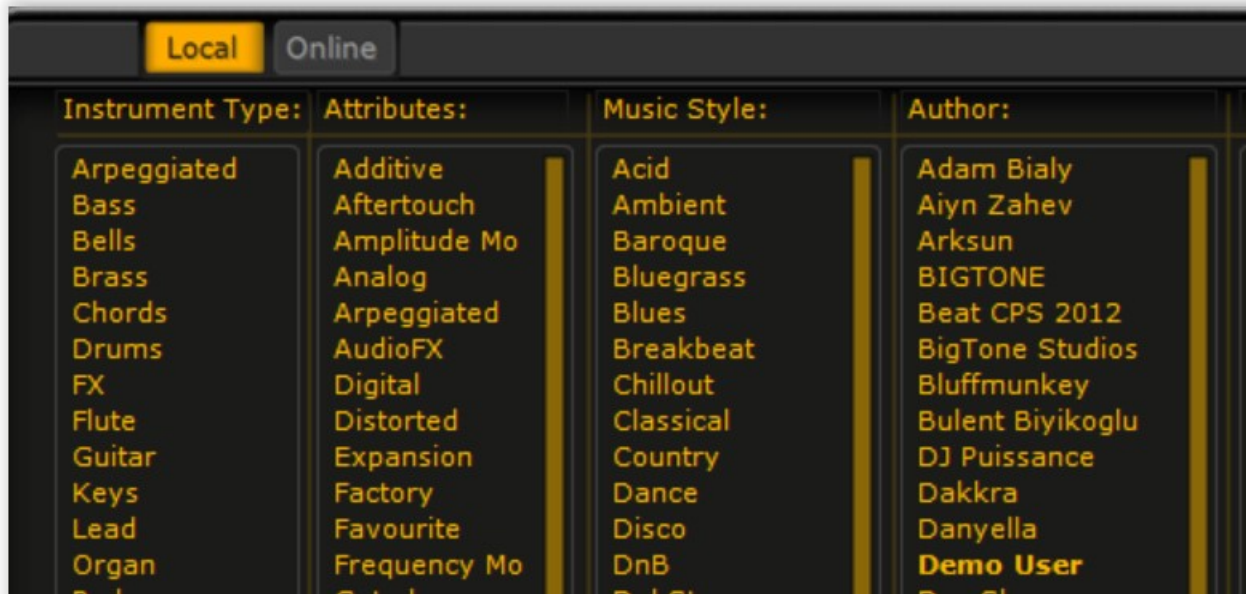 Local Online
Instrument Type: Attributes: Music Style: Author:
Arpeggiated Additive Acid Adam Bialy
Bass Aftertouch Ambient Aiyn Zahev
Bells Amplitude Mo Baroque Arksun
Brass Analog Bluegrass BIGTONE
Chords Arpeggiated Blues Beat CPS 2012
Drums AudioFX Breakbeat BigTone Studios
FX Digital Chillout Bluffmunkey
Flute Distorted Classical Bulent Biyikoglu
Guitar Expansion Country DJ Puissance
Keys Factory Dance Dakkra
Lead Favourite Disco Danyella
Organ Frequency Mo DnB Demo User